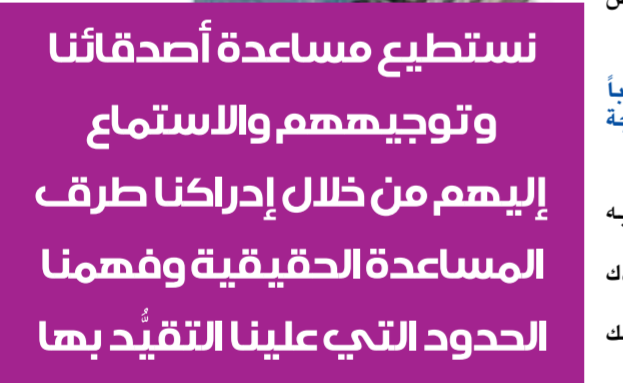 نستطيع مساعدة أصدقائنا
وتوجيههم والاستماع
إليهم من خلال إدراكنا طرق
المساعدة الحقيقية وفهمنا
الحدود التي علينا التقيُّد بها